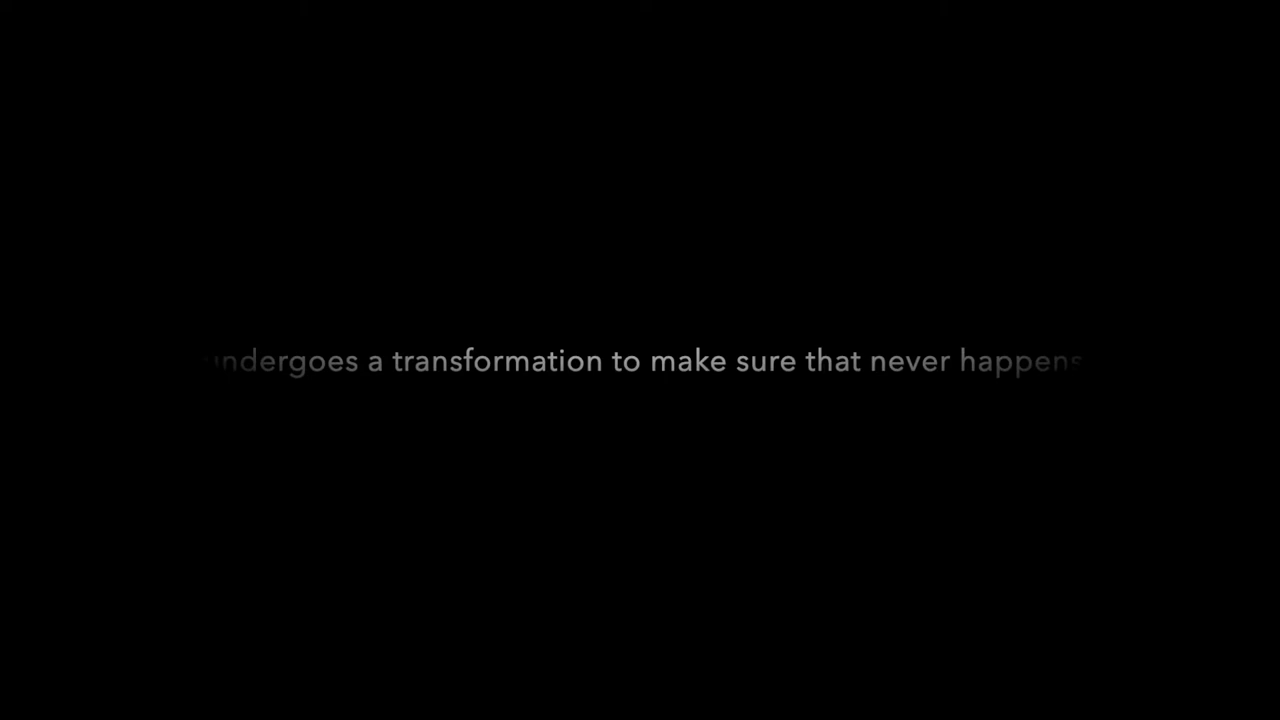 undergoes a transformation to make sure that never happens